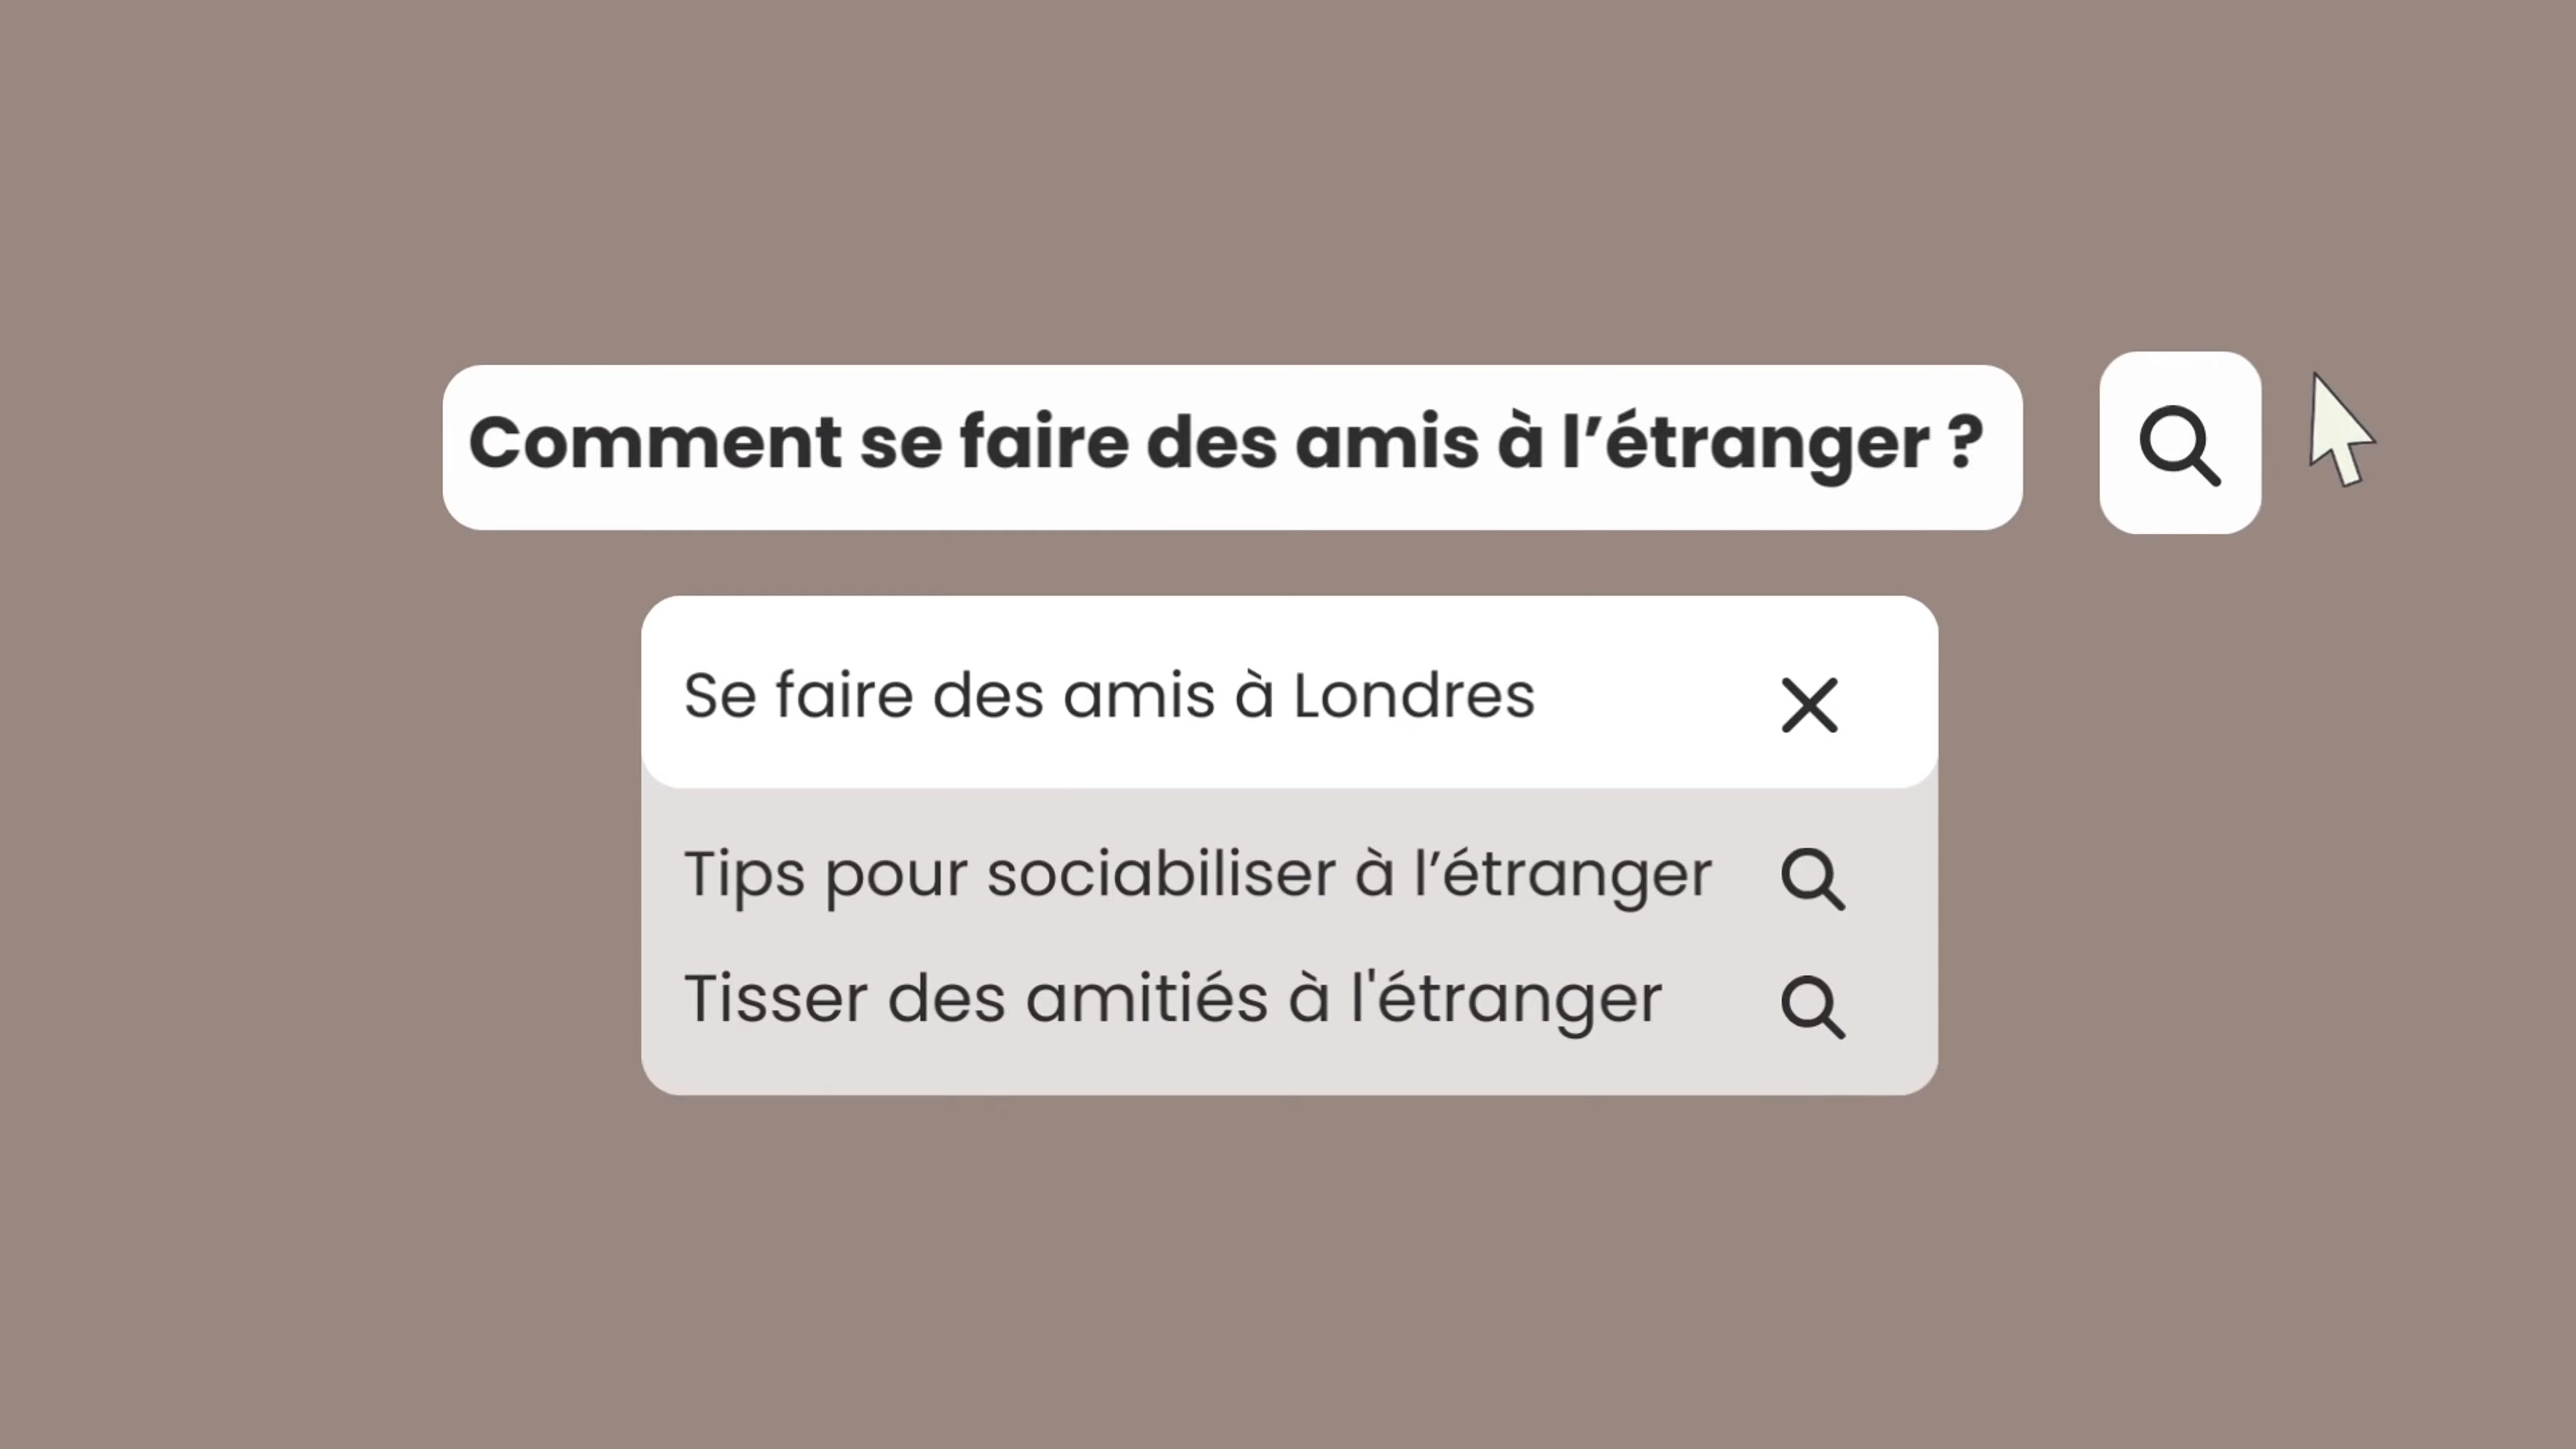 Comment se faire des amis à l’étranger ?
Se faire des amis à Londres
Tips pour sociabiliser à l’étranger
Tisser des amitiés à l'étranger